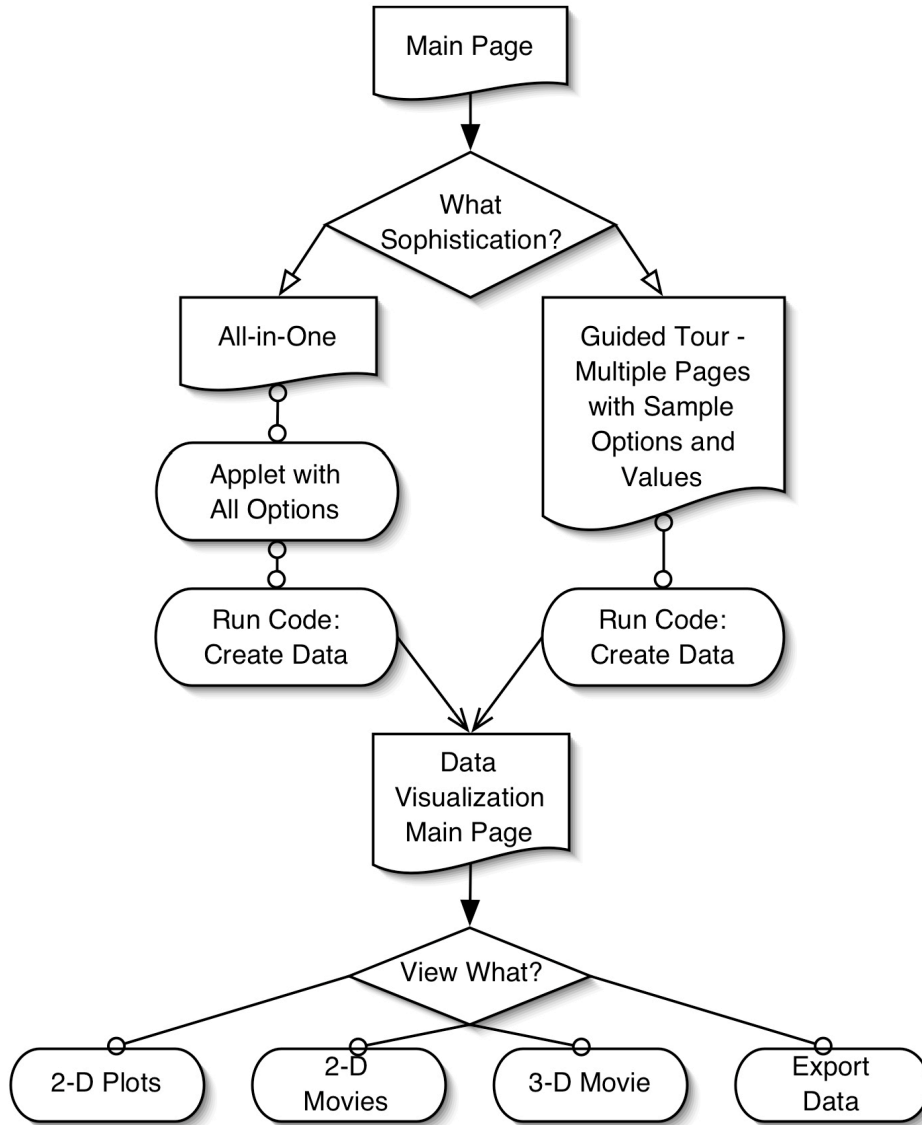 Main Page
What
Sophistication?
All-in-One
Guided Tour -
Multiple Pages
with Sample
Options and
Values
Applet with
All Options
Run Code:
Create Data
Run Code:
Create Data
Data
Visualization
Main Page
View What?
2-D Plots
2-D
Movies
3-D Movie
Export
Data